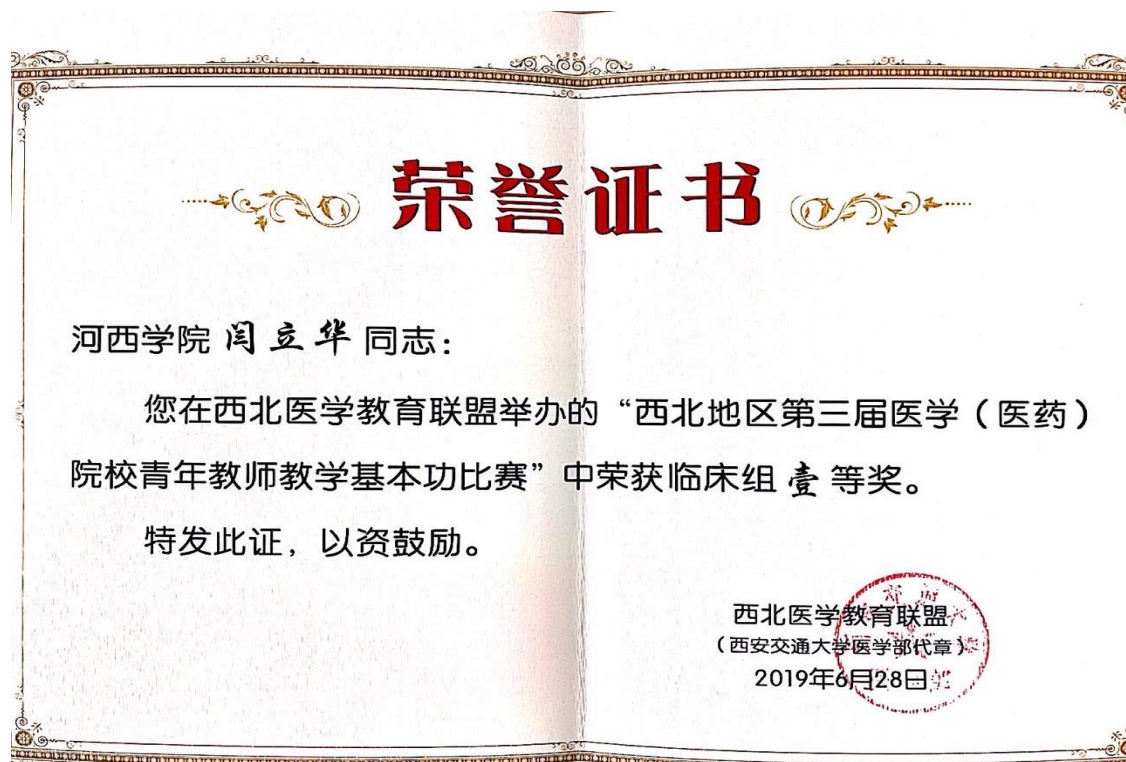 荣誉证书
河西学院 闫立华 同志：
您在西北医学教育联盟举办的“西北地区第三届医学（医药）
院校青年教师教学基本功比赛”中荣获临床组 壹 等奖。
特发此证，以资鼓励。
西北医学教育联盟
（西安交通大学医学部代章）
2019年6月28日